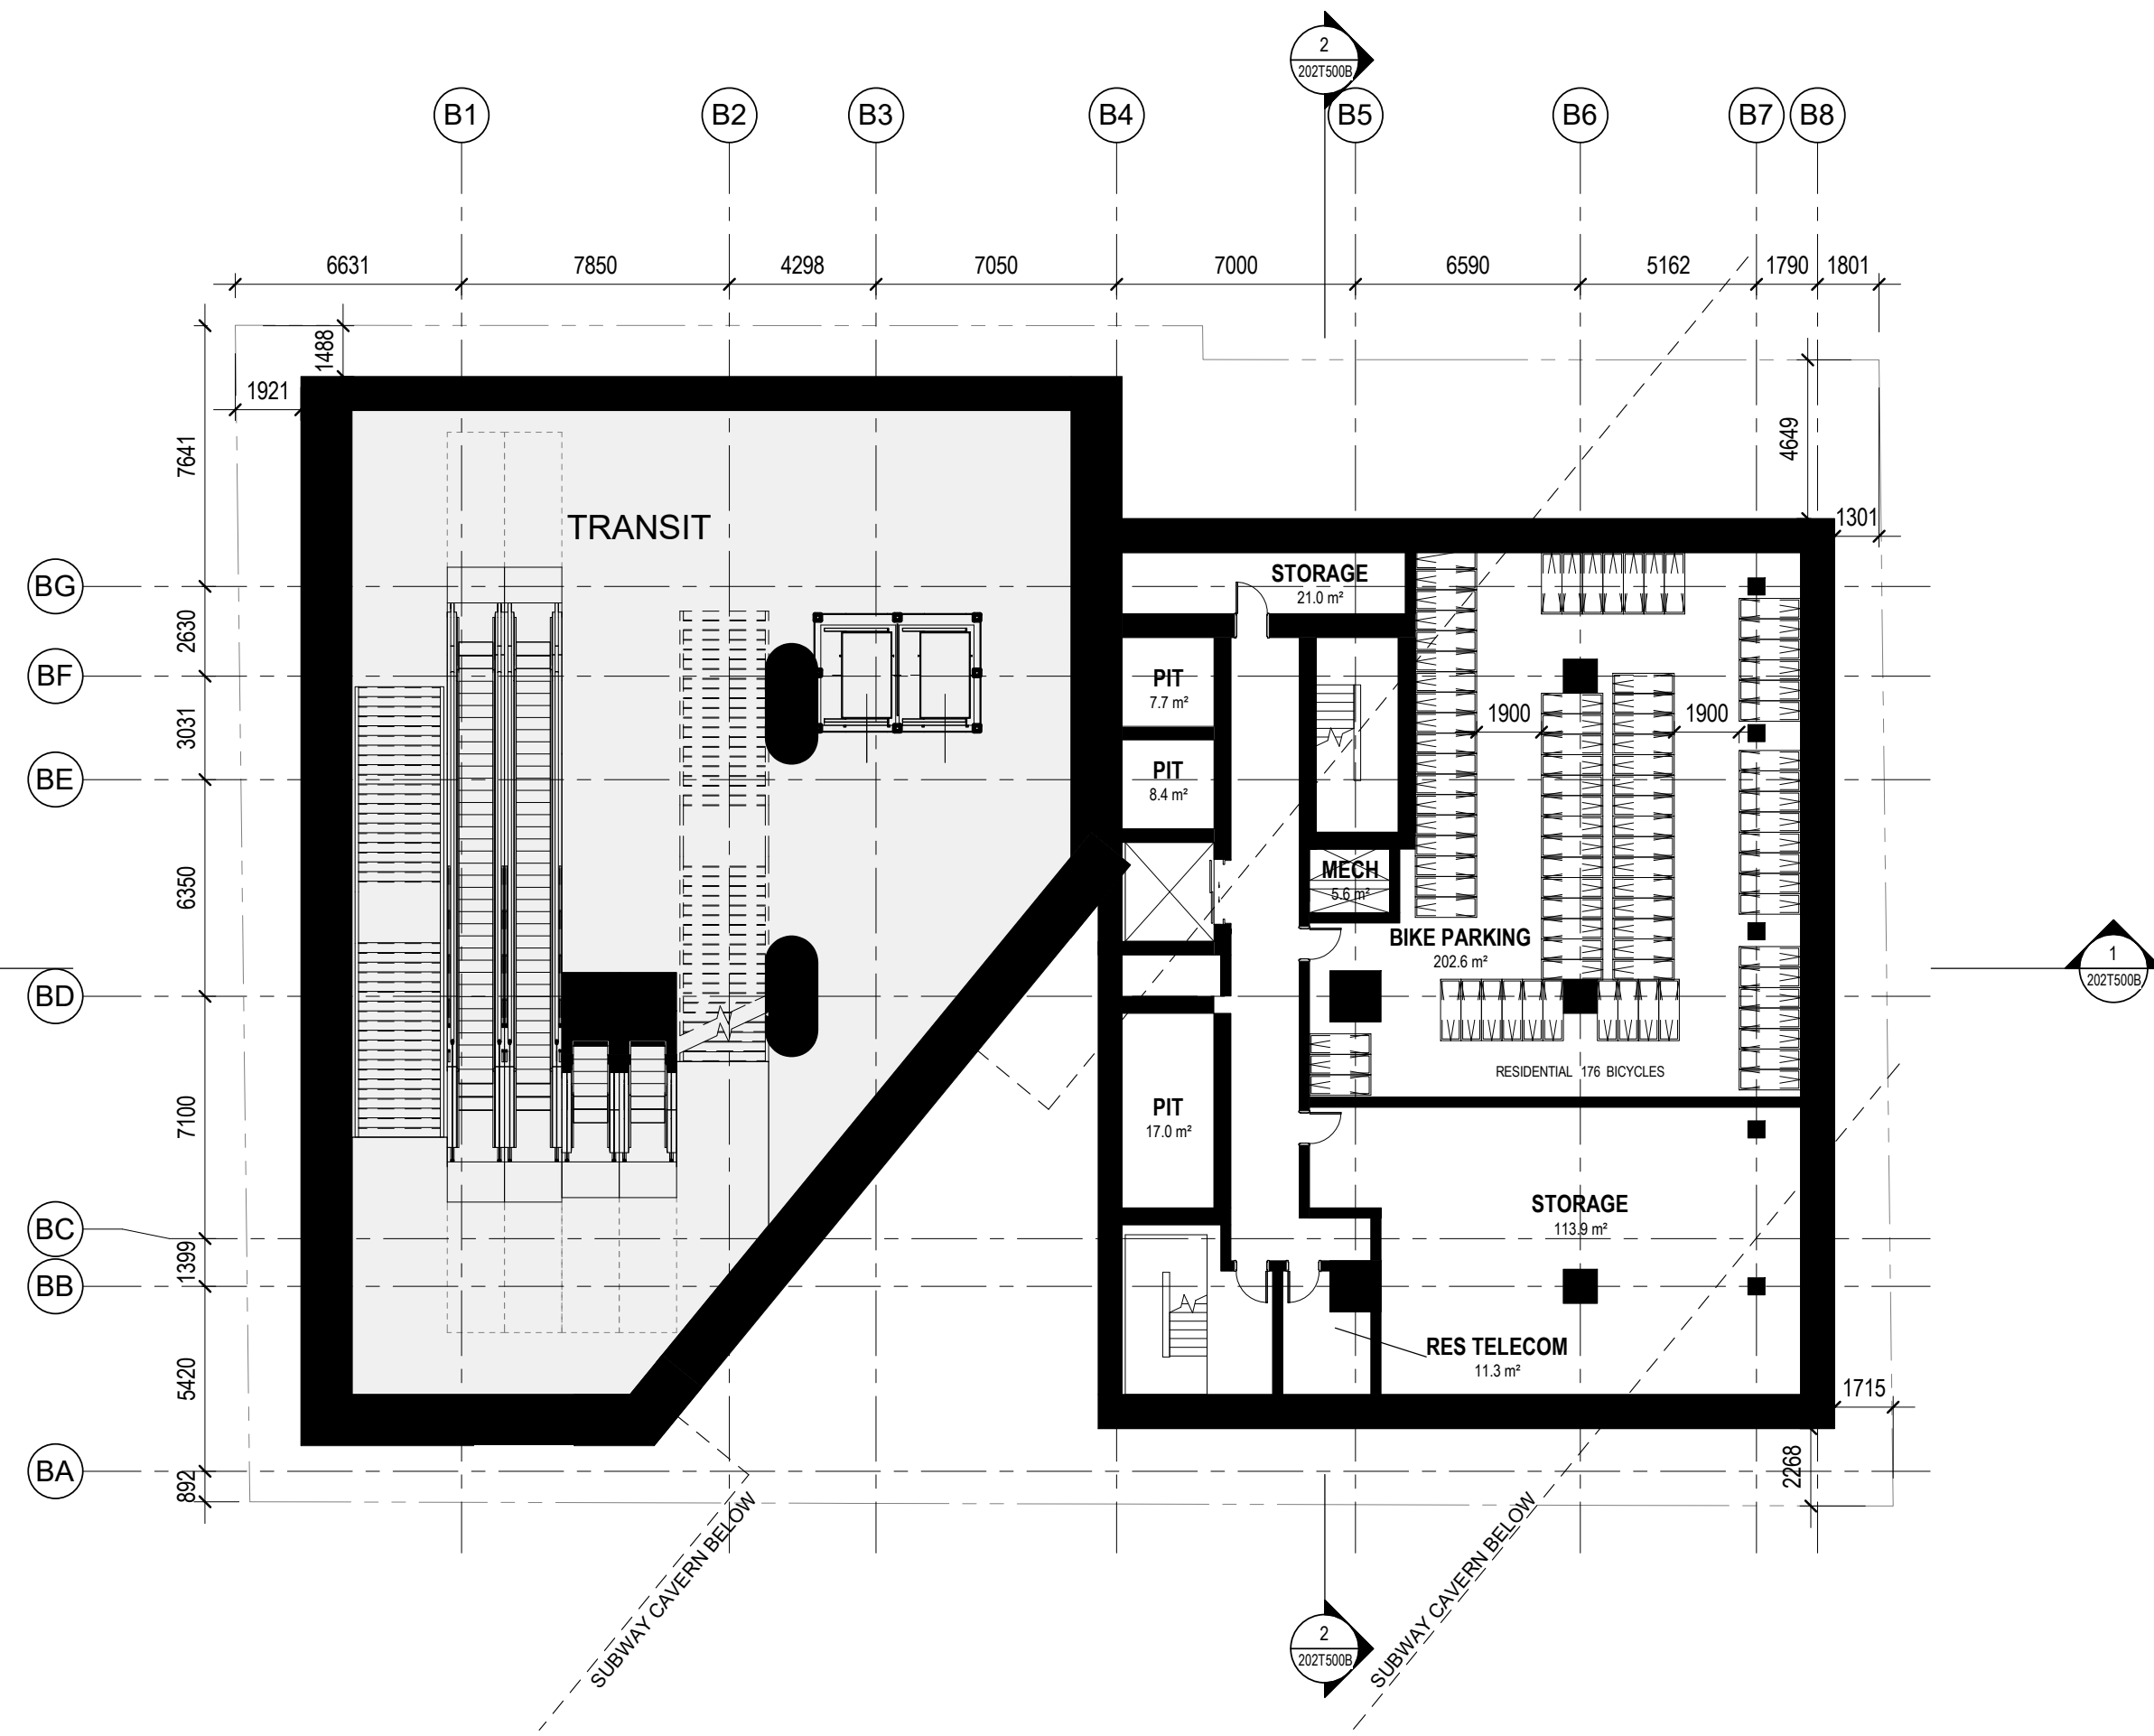 2
202T500B
B1
B2
B3
B4
B5
B6
B7
B8
6631
7850
4298
7050
7000
6590
5162
1790
1801
1488
1921
7641
4649
1301
TRANSIT
BG
STORAGE
21.0 m²
2630
BF
PIT
7.7 m²
1900
1900
3031
BE
PIT
8.4 m²
6350
MECH
5.6 m²
BIKE PARKING
202.6 m²
1
202T500B
BD
RESIDENTIAL 176 BICYCLES
7100
PIT
17.0 m²
STORAGE
113.9 m²
BC
1399
BB
RES TELECOM
11.3 m²
5420
1715
BA
892
2268
SUBWAY CAVERN BELOW
SUBWAY CAVERN BELOW
2
202T500B